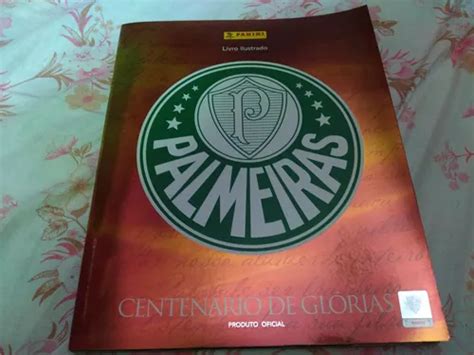 PANINI
Livro Ilustrado
P
PALMEIRAS
CENTENÁRIO DE GLÓRIAS
PRODUTO OFICIAL